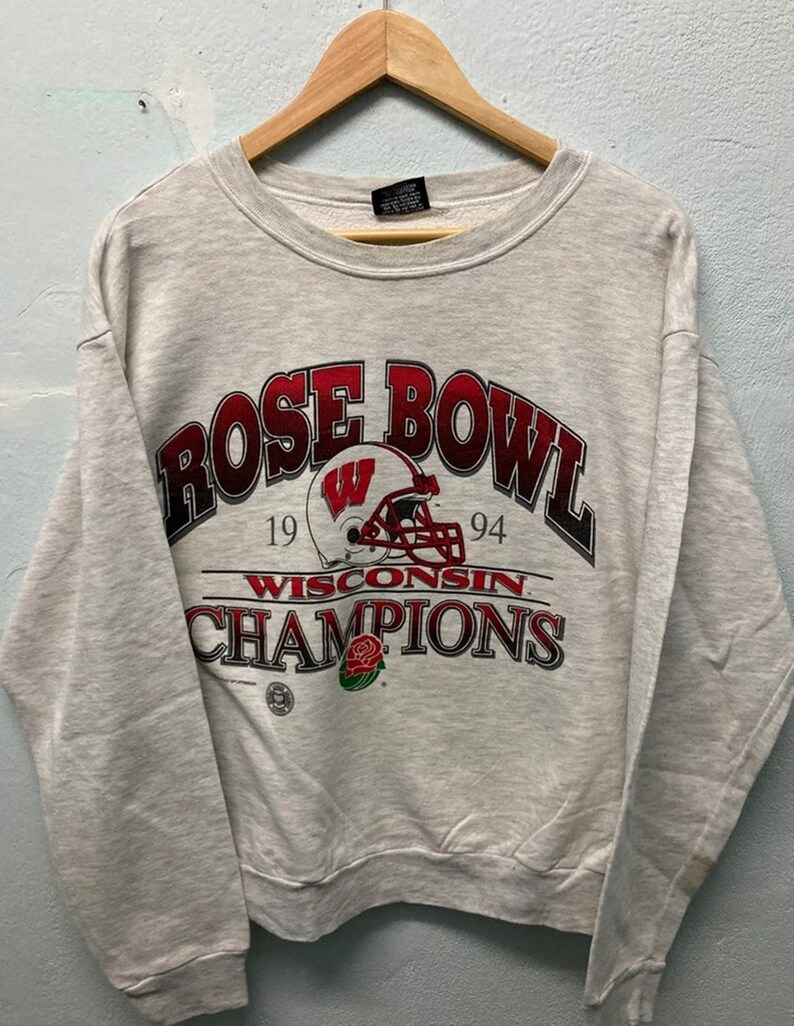 ROSE BOWL
W
19 94
WISCONSIN
CHAMPIONS